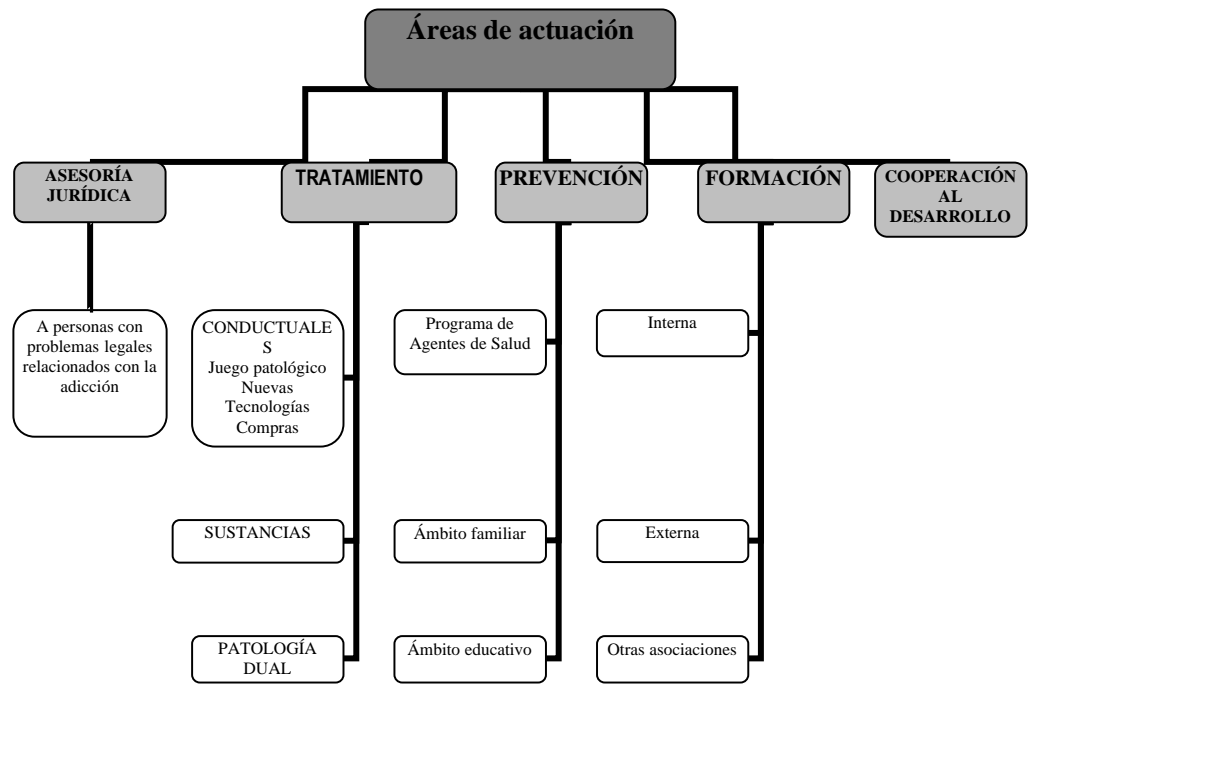 Áreas de actuación
ASESORÍA
JURÍDICA
TRATAMIENTO
PREVENCIÓN
FORMACIÓN
COOPERACIÓN
AL
DESARROLLO
A personas con
problemas legales
relacionados con la
adicción
CONDUCTUALE
S
Juego patológico
Nuevas
Tecnologías
Compras
Programa de
Agentes de Salud
Interna
SUSTANCIAS
Ámbito familiar
Externa
PATOLOGÍA
DUAL
Ámbito educativo
Otras asociaciones